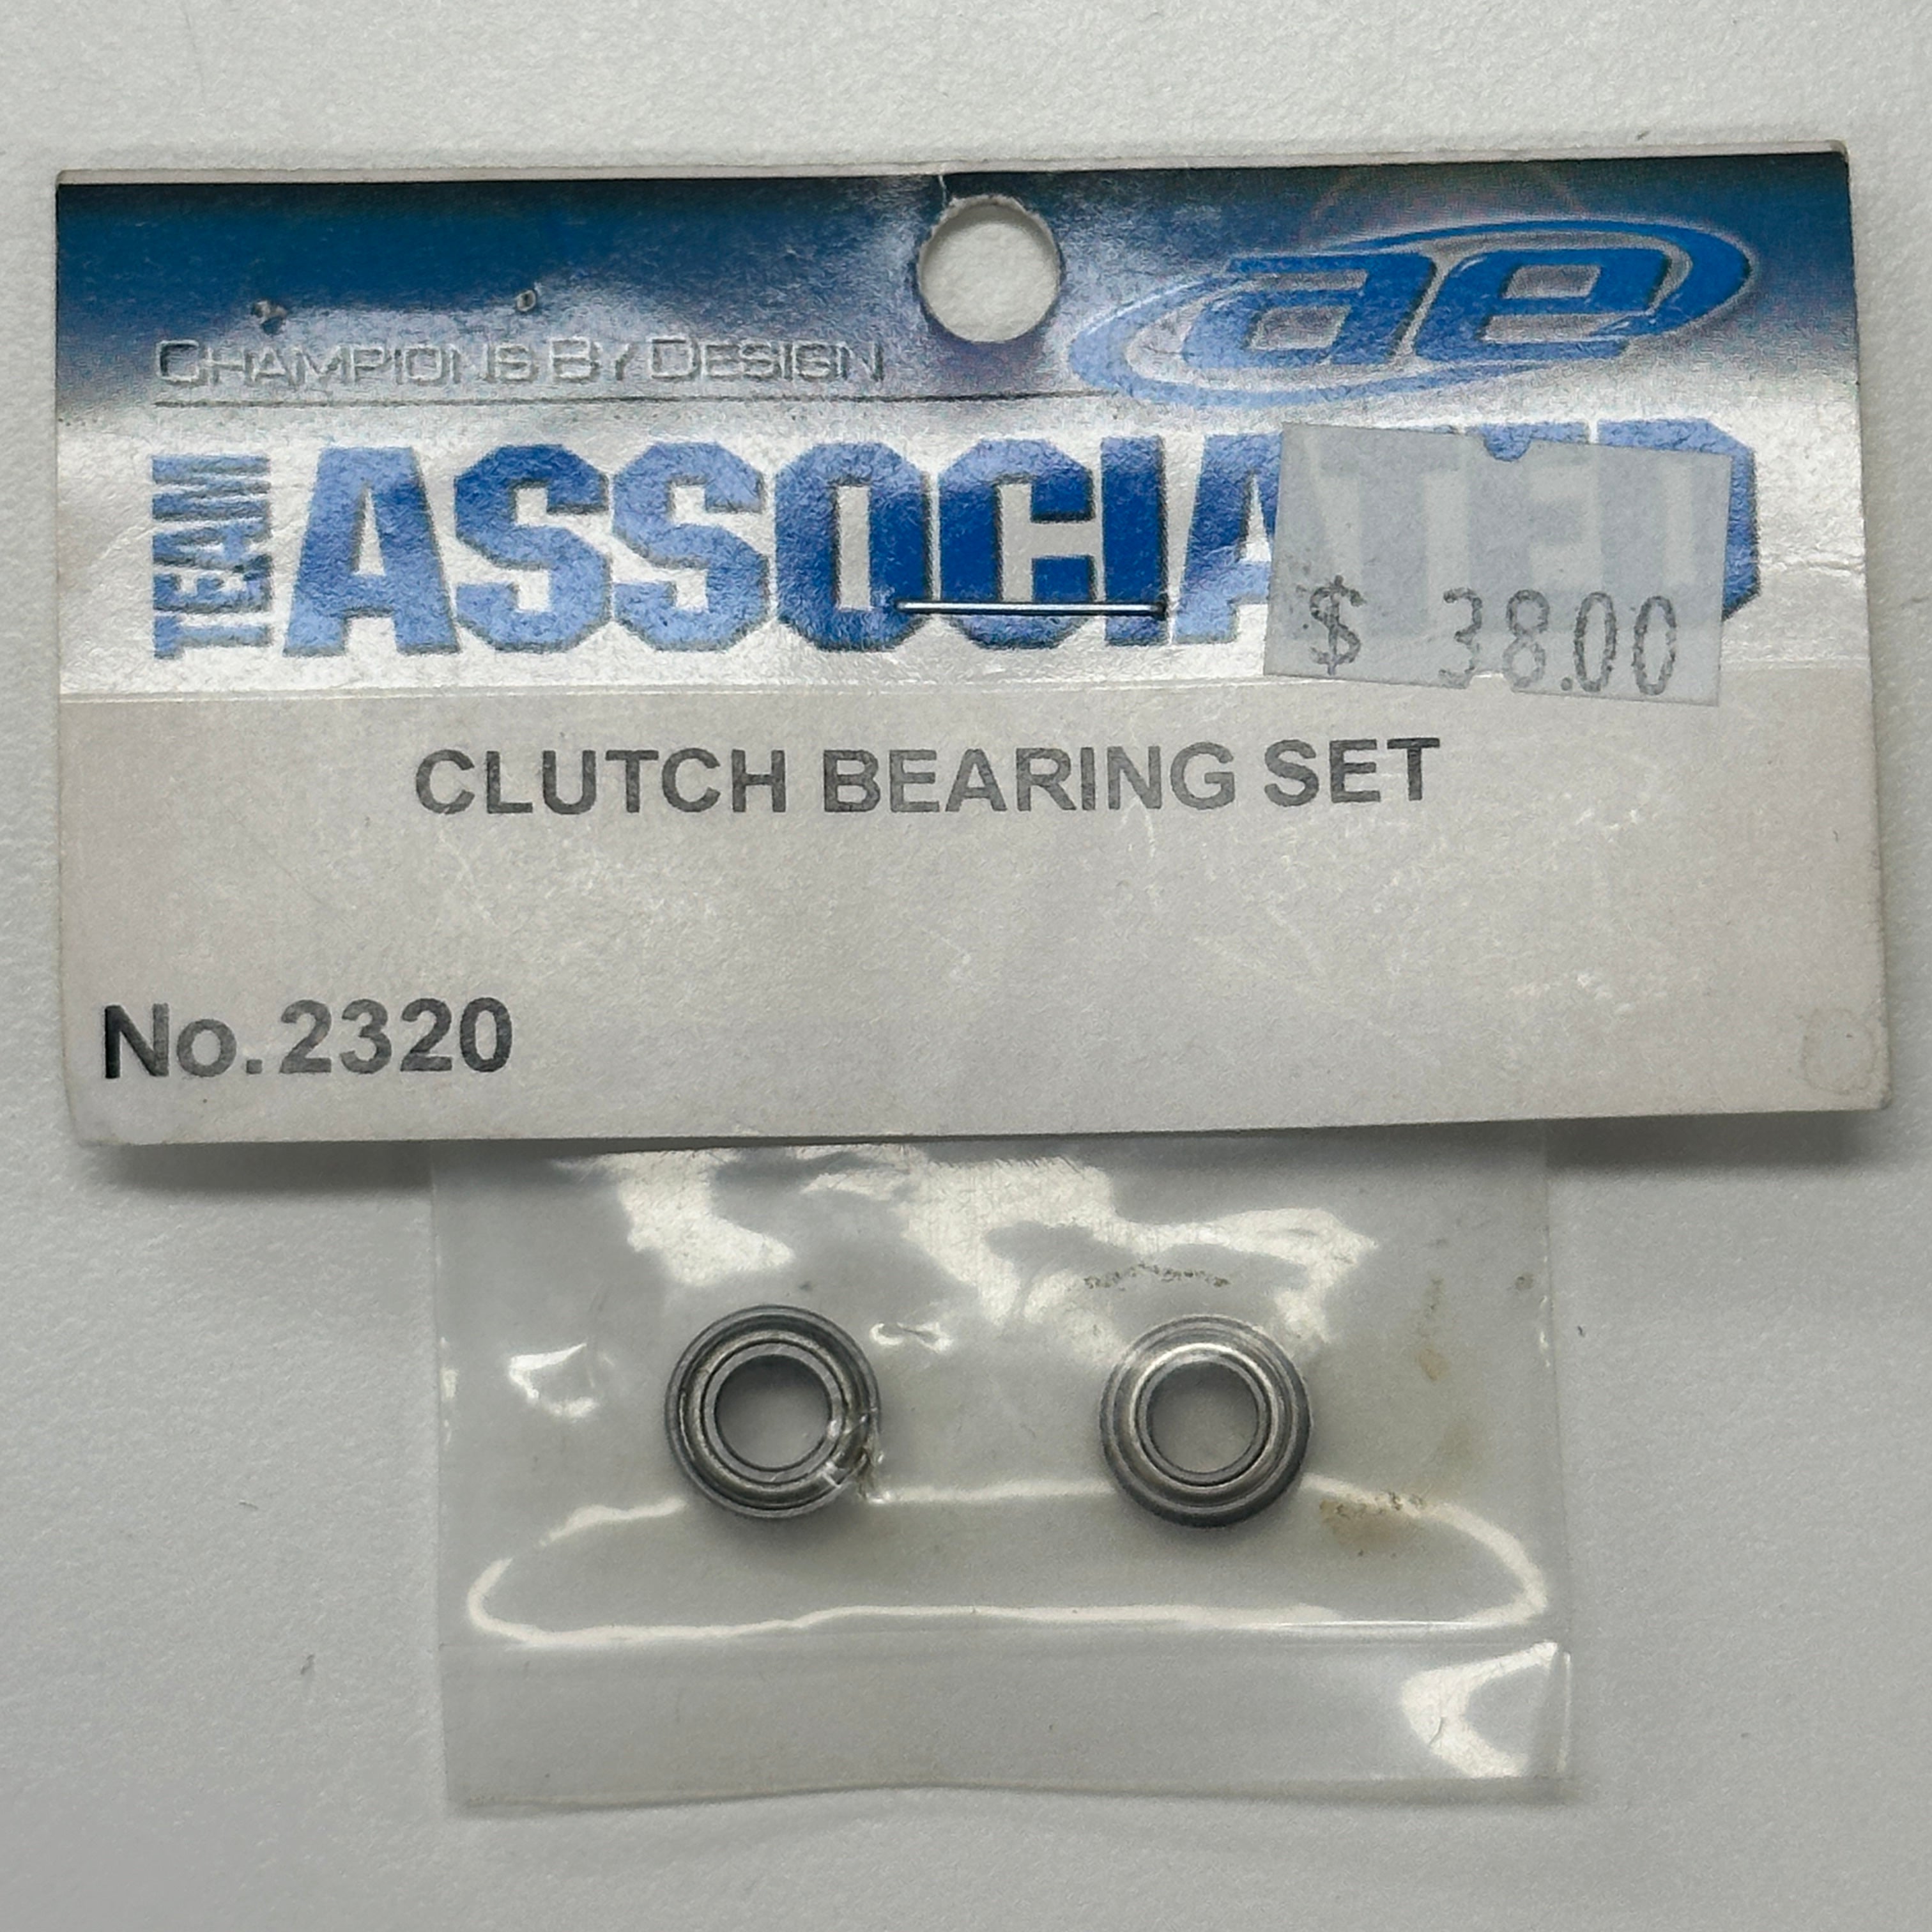 CHAMPIONS BY DESIGN
ae
TEAM
ASSOCIATED
$ 38.00
CLUTCH BEARING SET
No.2320